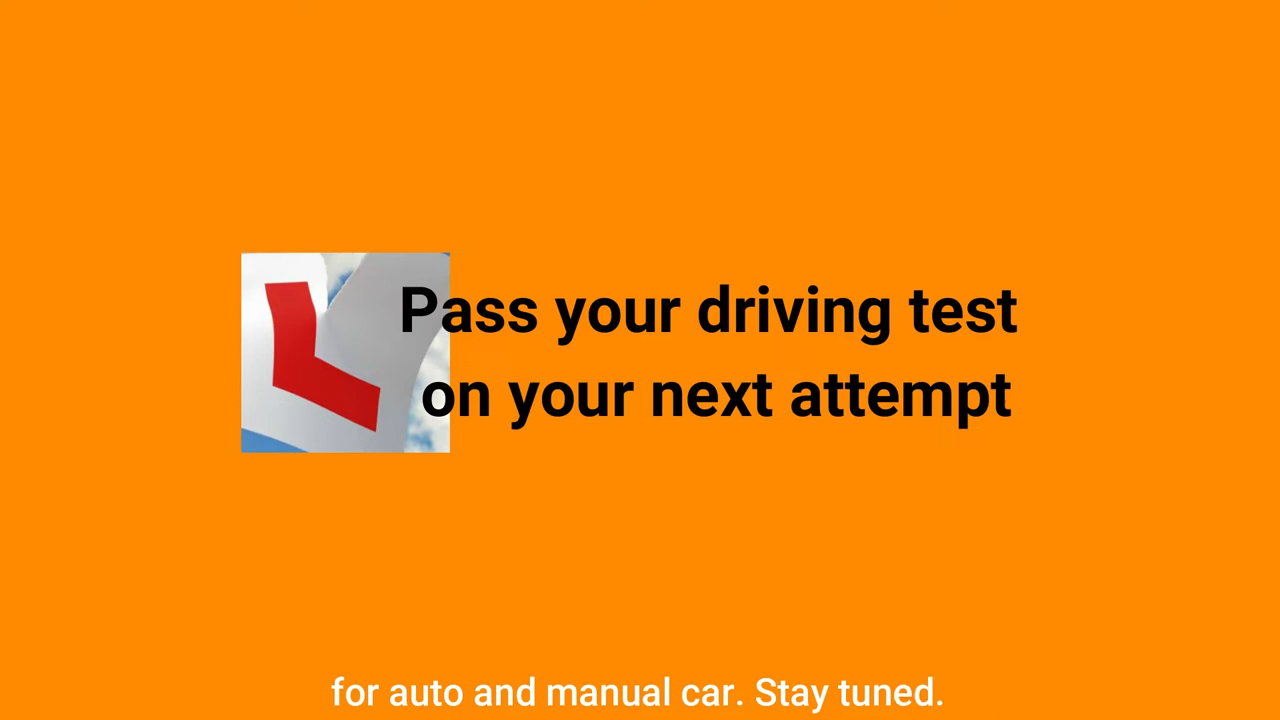 L
Pass your driving test
on your next attempt
for auto and manual car. Stay tuned.